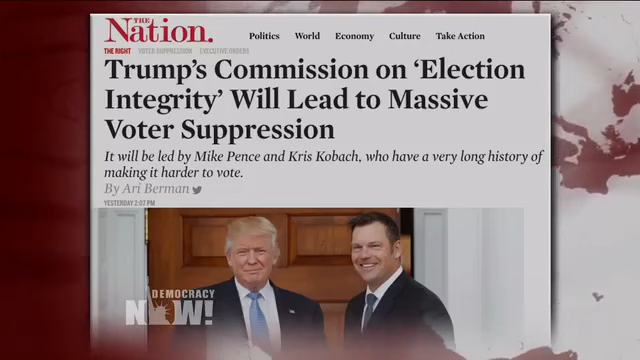 THE
Nation.
Politics World Economy Culture Take Action
THE RIGHT VOTER SUPPRESSION EXECUTIVE ORDERS
Trump's Commission on 'Election
Integrity' Will Lead to Massive
Voter Suppression
It will be led by Mike Pence and Kris Kobach, who have a very long history of
making it harder to vote.
By Ari Berman
YESTERDAY 2:07 PM
DEMOCRACY
NOW!